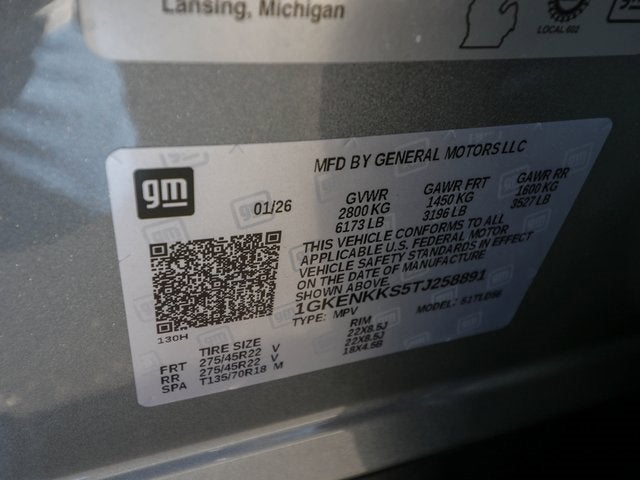 Lansing, Michigan
LOCAL 602
gm
MFD BY GENERAL MOTORS LLC
01/26
GVWR GAWR FRT GAWR RR
2800 KG 1450 KG 1600 KG
6173 LB 3196 LB 3527 LB
THIS VEHICLE CONFORMS TO ALL
APPLICABLE U.S. FEDERAL MOTOR
VEHICLE SAFETY STANDARDS IN EFFECT
ON THE DATE OF MANUFACTURE
SHOWN ABOVE.
1GKENKKS5TJ258891
TYPE: MPV MODEL:
130H
TIRE SIZE RIM
FRT 275/45R22 V 22X8.5J
RR 275/45R22 V 22X8.5J
SPA T135/70R18 M 18X4.5B